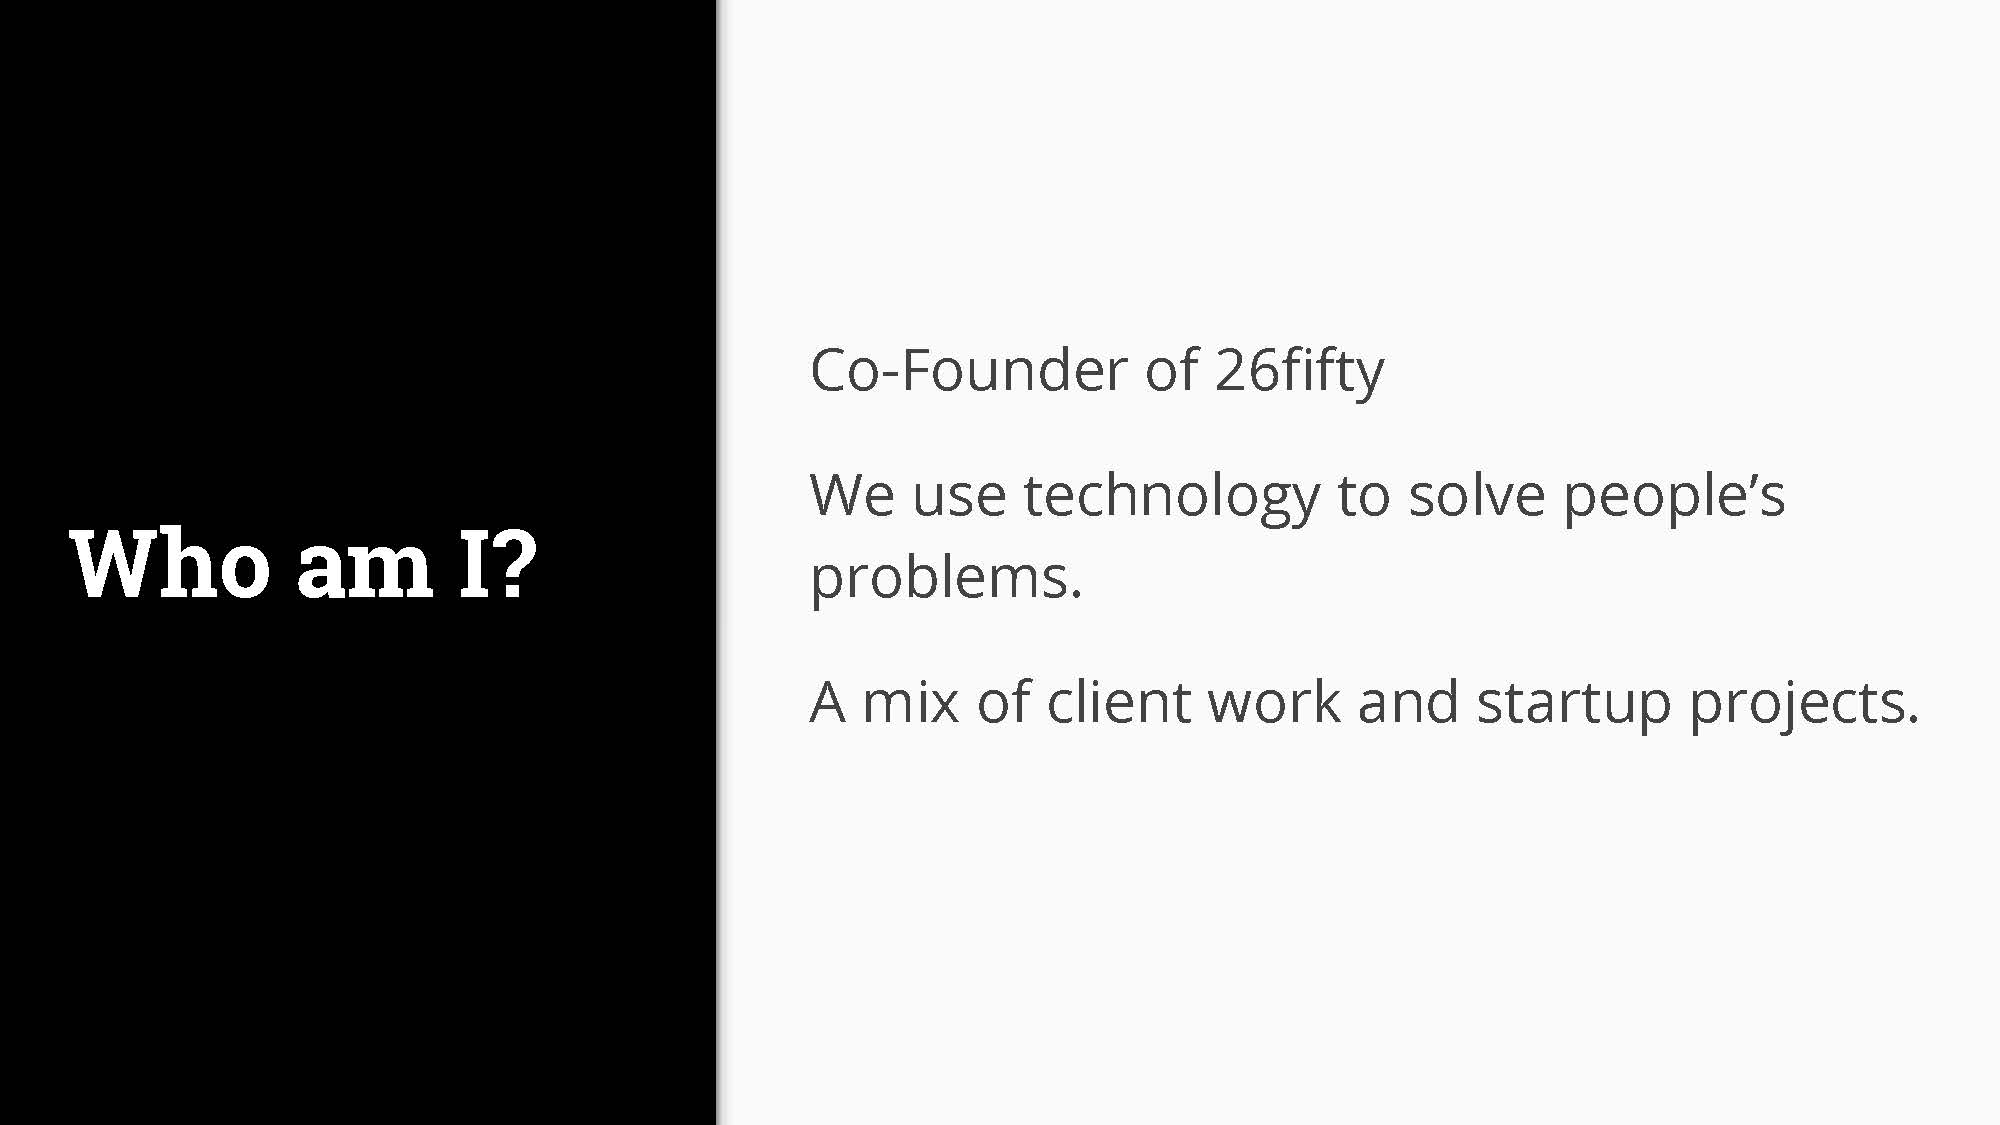 Who am I?
Co-Founder of 26fifty
We use technology to solve people’s
problems.
A mix of client work and startup projects.